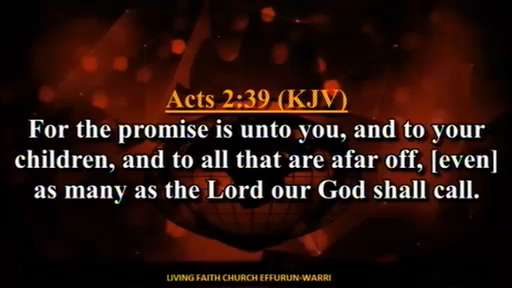 Acts 2:39 (KJV)
For the promise is unto you, and to your
children, and to all that are afar off, [even]
as many as the Lord our God shall call.
LIVING FAITH CHURCH EFFURUN-WARRI